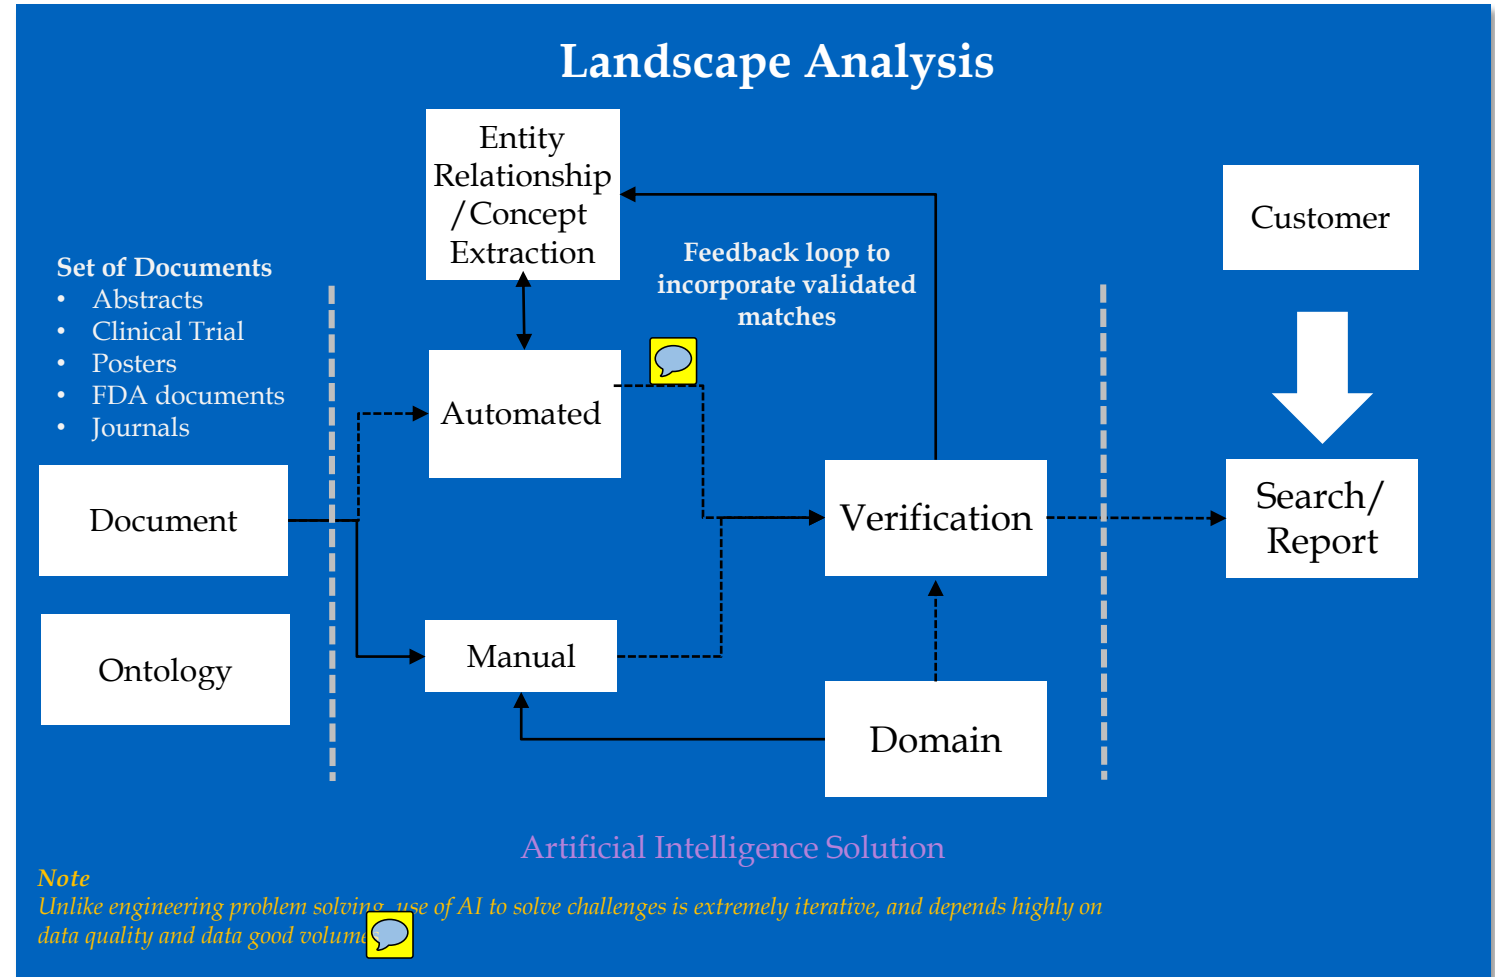 Landscape Analysis
Entity
Relationship
/Concept
Extraction
Customer
Feedback loop to
incorporate validated
matches
Set of Documents
• Abstracts
• Clinical Trial
• Posters
• FDA documents
• Journals
Automated
Document
Verification
Search/
Report
Ontology
Manual
Domain
Artificial Intelligence Solution
Note
Unlike engineering problem solving, use of AI to solve challenges is extremely iterative, and depends highly on
data quality and data good